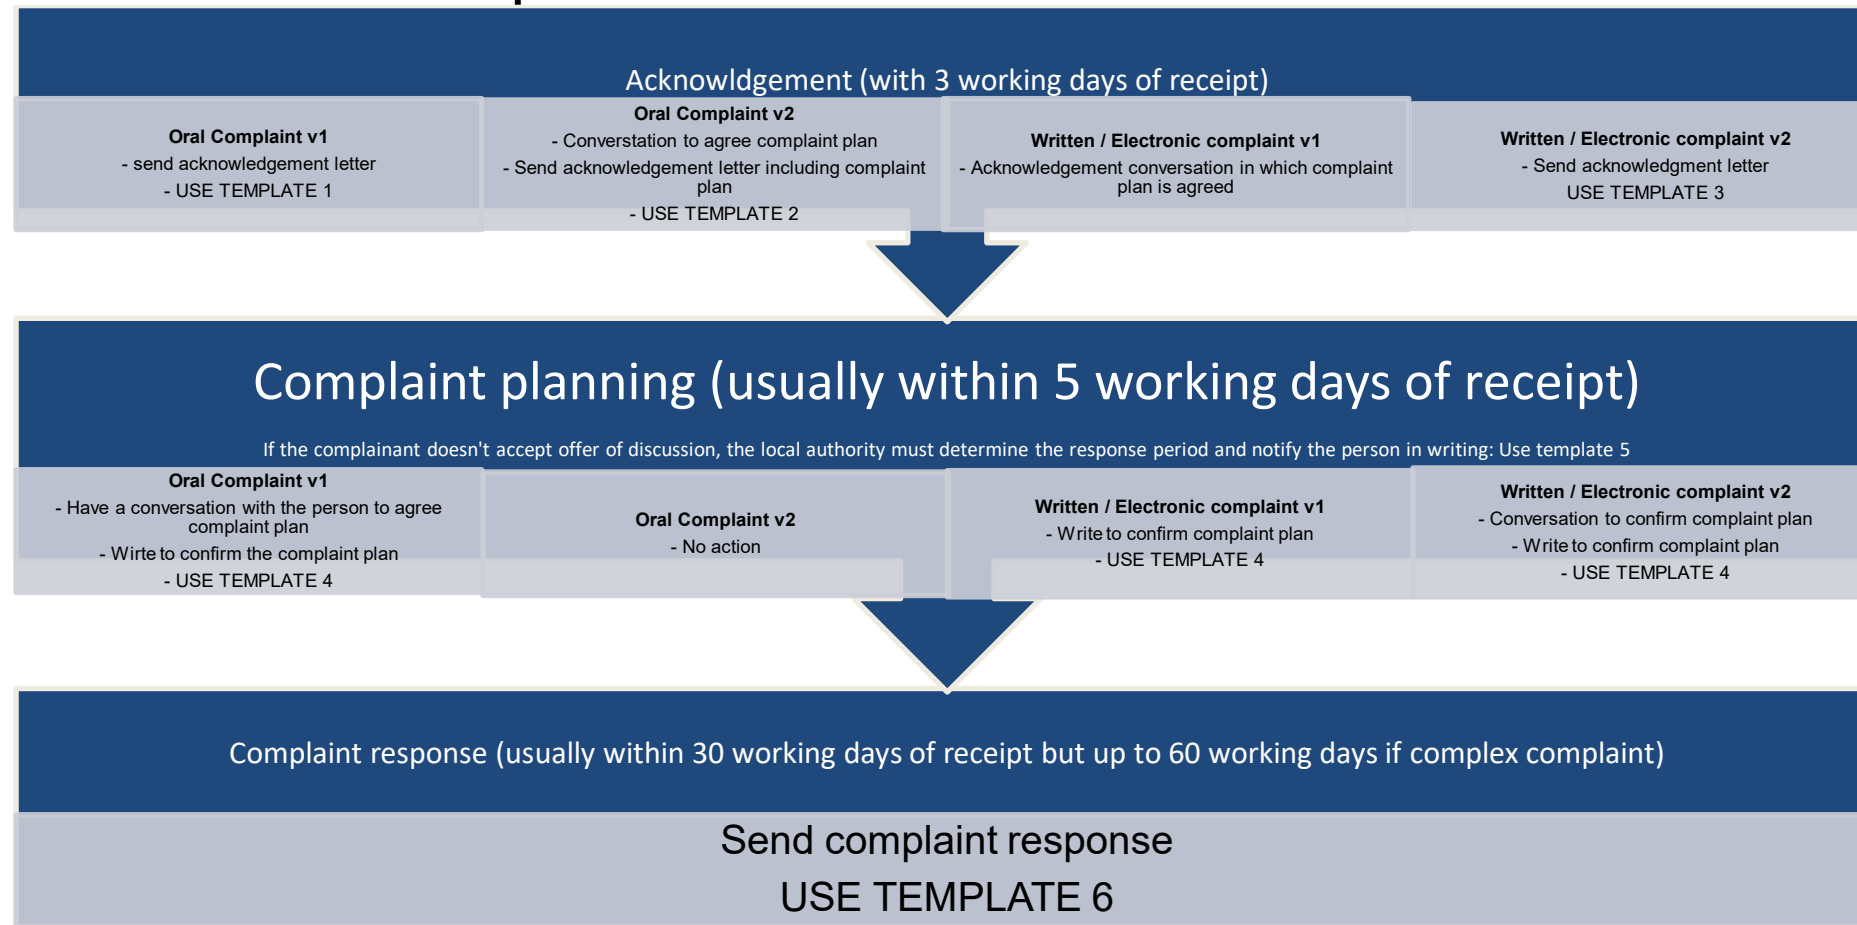 Acknowldgement (with 3 working days of receipt)
Oral Complaint v1
- send acknowledgement letter
- USE TEMPLATE 1
Oral Complaint v2
- Converstation to agree complaint plan
- Send acknowledgement letter including complaint
plan
- USE TEMPLATE 2
Written / Electronic complaint v1
- Acknowledgement conversation in which complaint
plan is agreed
Written / Electronic complaint v2
- Send acknowledgment letter
USE TEMPLATE 3
Complaint planning (usually within 5 working days of receipt)
If the complainant doesn't accept offer of discussion, the local authority must determine the response period and notify the person in writing: Use template 5
Oral Complaint v1
- Have a conversation with the person to agree
complaint plan
- Wirte to confirm the complaint plan
- USE TEMPLATE 4
Oral Complaint v2
- No action
Written / Electronic complaint v1
- Write to confirm complaint plan
- USE TEMPLATE 4
Written / Electronic complaint v2
- Conversation to confirm complaint plan
- Write to confirm complaint plan
- USE TEMPLATE 4
Complaint response (usually within 30 working days of receipt but up to 60 working days if complex complaint)
Send complaint response
USE TEMPLATE 6